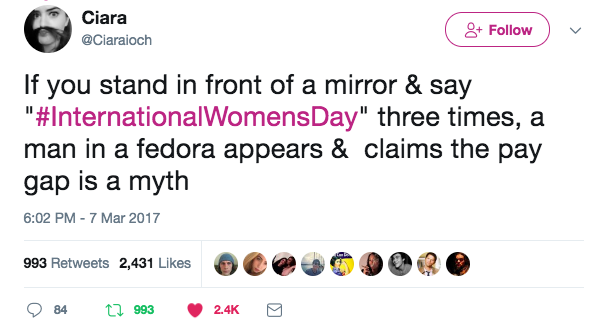 Ciara
@Ciaraioch
Follow
If you stand in front of a mirror & say
"#InternationalWomensDay" three times, a
man in a fedora appears &  claims the pay
gap is a myth
6:02 PM - 7 Mar 2017
993 Retweets 2,431 Likes
84 993 2.4K